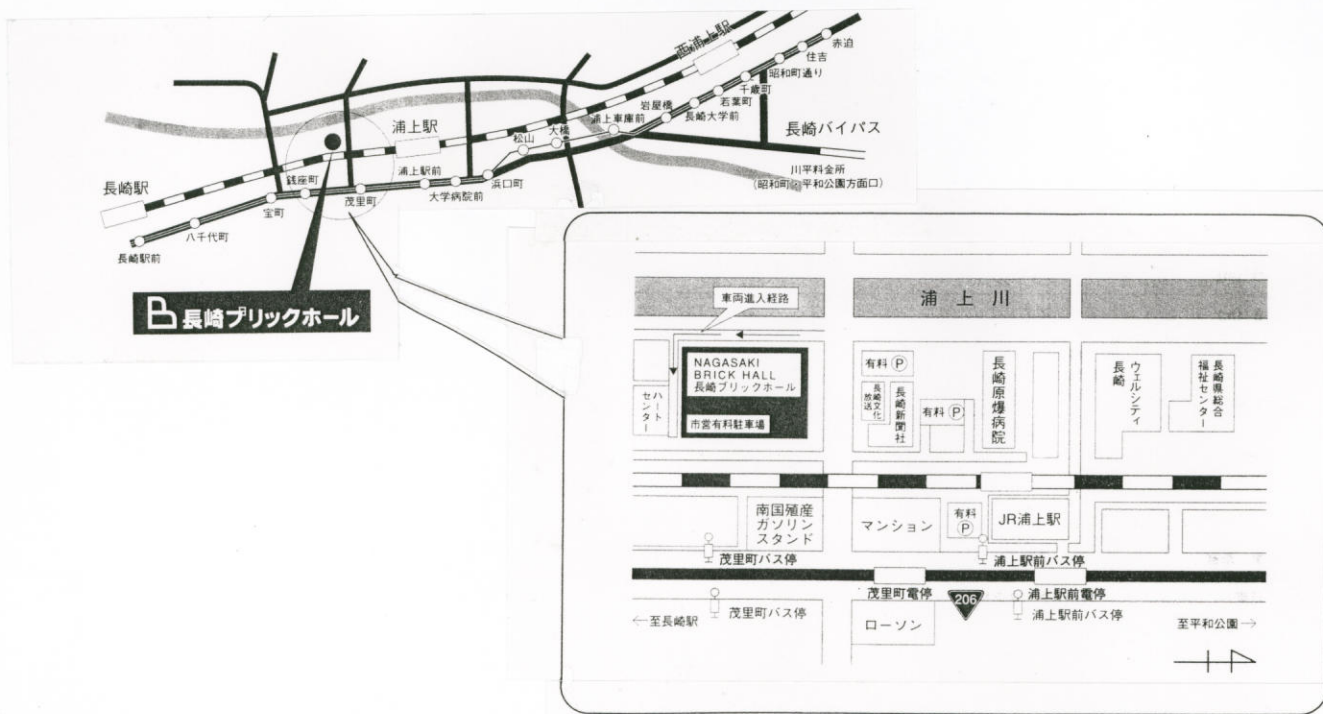 西浦上駅
赤迫
住吉
昭和町通り
千歳町
若葉町
長崎大学前
岩屋橋
浦上車庫前
大橋
松山
浜口町
大学病院前
浦上駅前
浦上駅
茂里町
銭座町
宝町
八千代町
長崎駅前
長崎駅
長崎バイパス
川平料金所
(昭和町・平和公園方面口)
長崎ブリックホール
車両進入経路
浦上川
NAGASAKI
BRICK HALL
長崎ブリックホール
市営有料駐車場
ハート
センター
有料 P
長崎文化
放送
長崎新聞社
有料 P
長崎原爆病院
ウェルシティ
長崎
長崎県総合
福祉センター
南国殖産
ガソリン
スタンド
マンション
有料
P
JR浦上駅
茂里町バス停
浦上駅前バス停
茂里町電停
206
浦上駅前電停
茂里町バス停
浦上駅前バス停
←至長崎駅
ローソン
至平和公園→